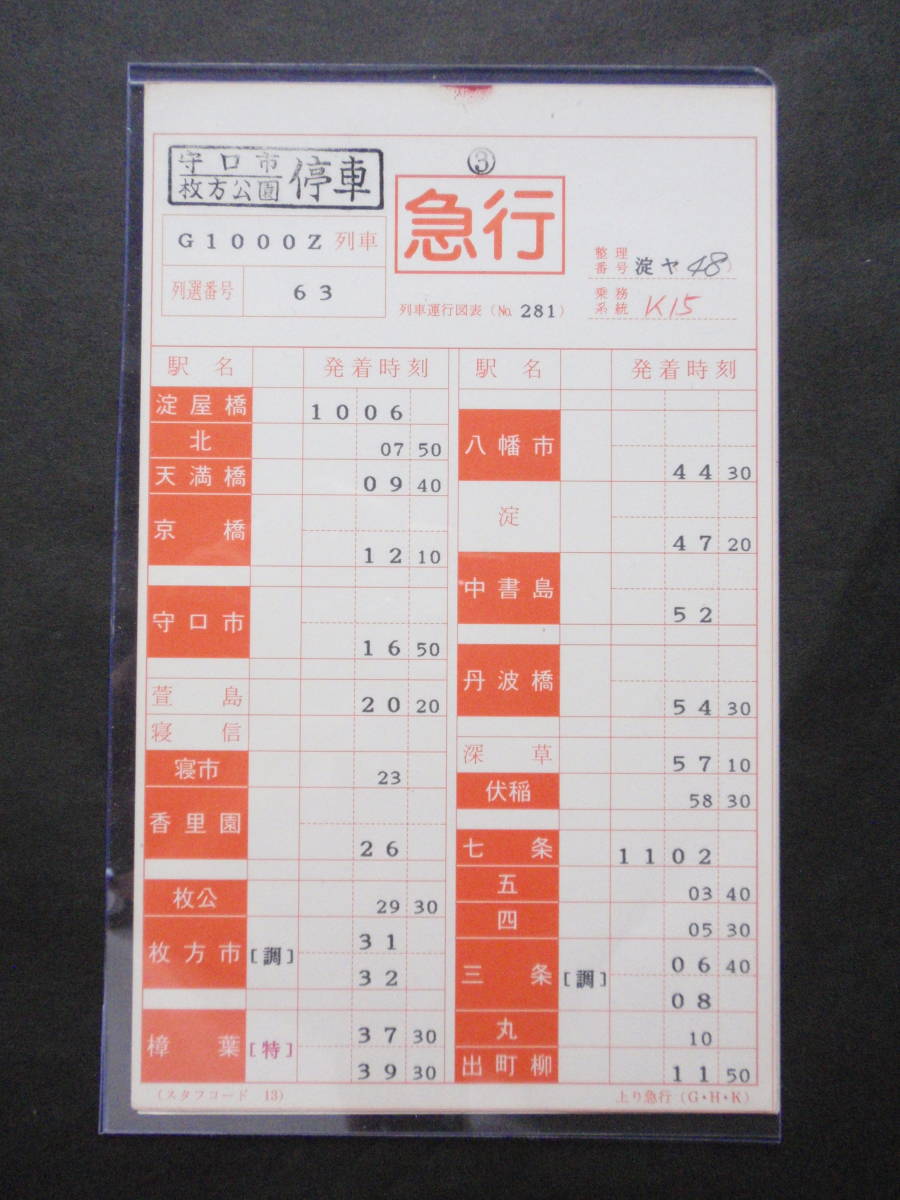 ③
守口市
枚方公園
停車
急行
G1000Z 列車
列選番号 63
列車運行図表(No. 281)
整理番号 淀ヤ48
乗務系統 K15
駅名 発着時刻
淀屋橋 1006
北 07 50
天満橋 09 40
京橋 12 10
守口市 16 50
萱島 20 20
寝信
寝市 23
香里園 26
枚公 29 30
枚方市 [調] 31
32
樟葉 [特] 37 30
39 30
(スタフコード 13)
駅名 発着時刻
八幡市 44 30
淀 47 20
中書島 52
丹波橋 54 30
深草 57 10
伏稲 58 30
七条 1102
五 03 40
四 05 30
三条 [調] 06 40
08
丸 10
出町柳 11 50
上り急行(G・H・K)